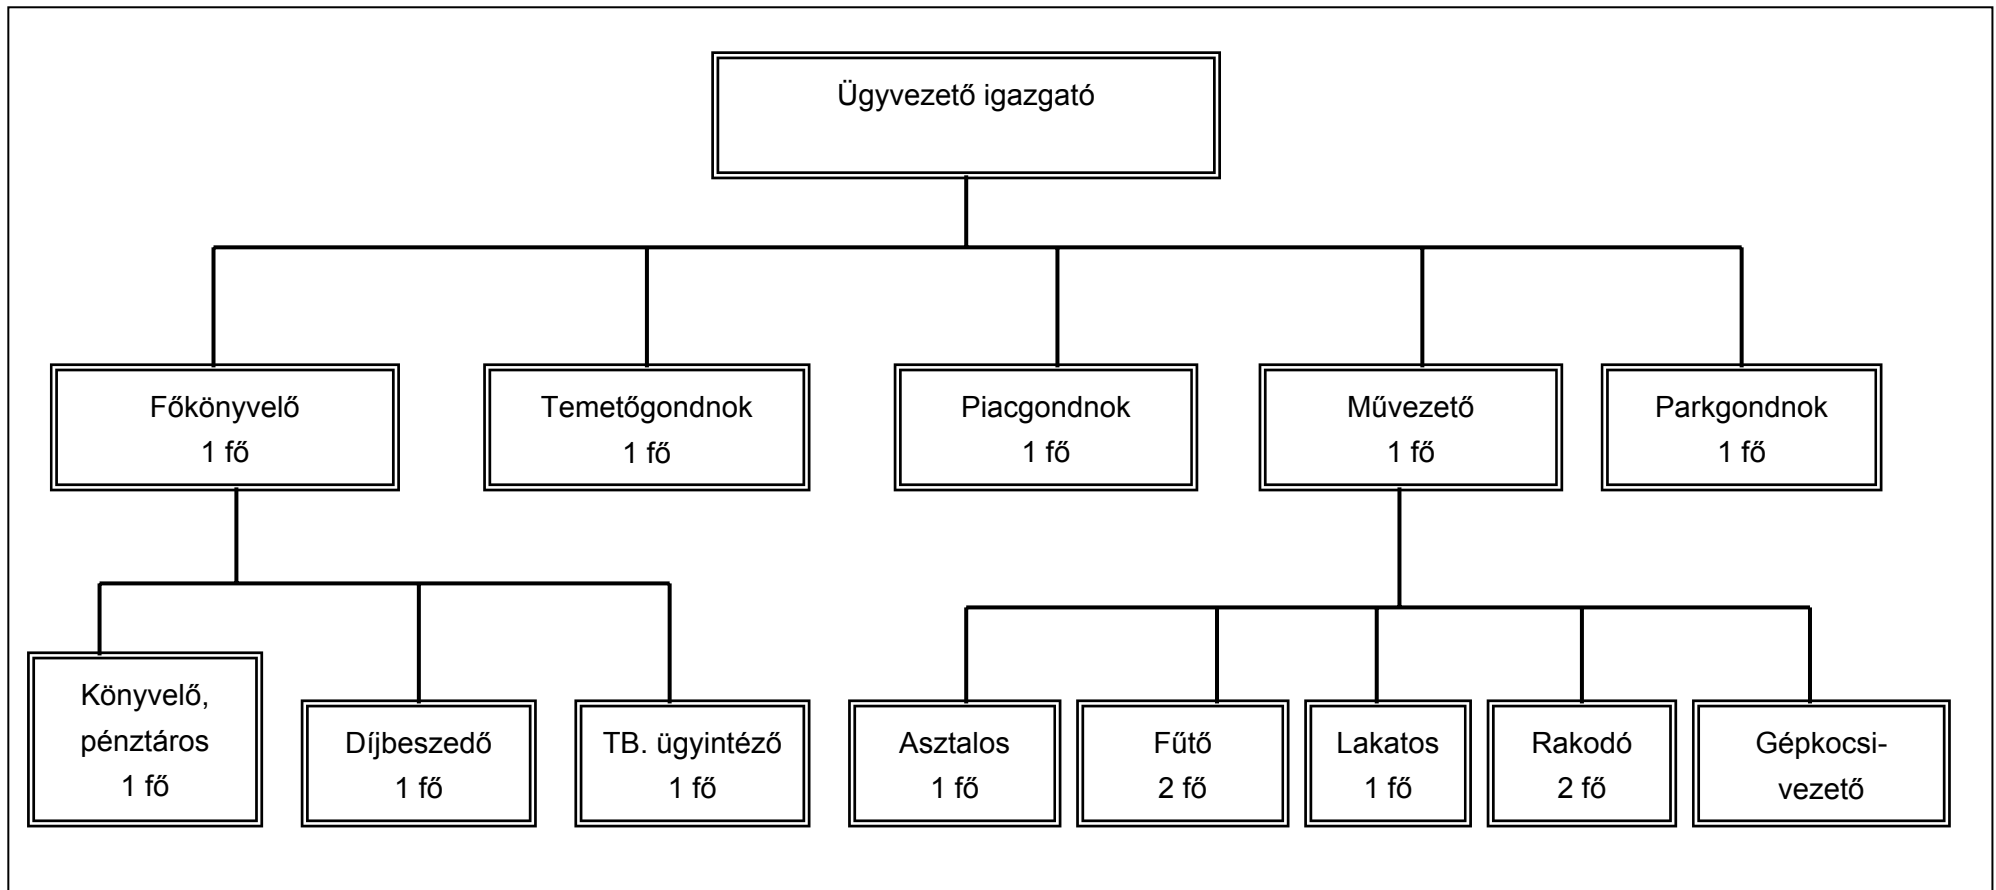 Ügyvezető igazgató
Főkönyvelő
1 fő
Temetőgondnok
1 fő
Piacgondnok
1 fő
Művezető
1 fő
Parkgondnok
1 fő
Könyvelő,
pénztáros
1 fő
Díjbeszedő
1 fő
TB. ügyintéző
1 fő
Asztalos
1 fő
Fűtő
2 fő
Lakatos
1 fő
Rakodó
2 fő
Gépkocsi-
vezető